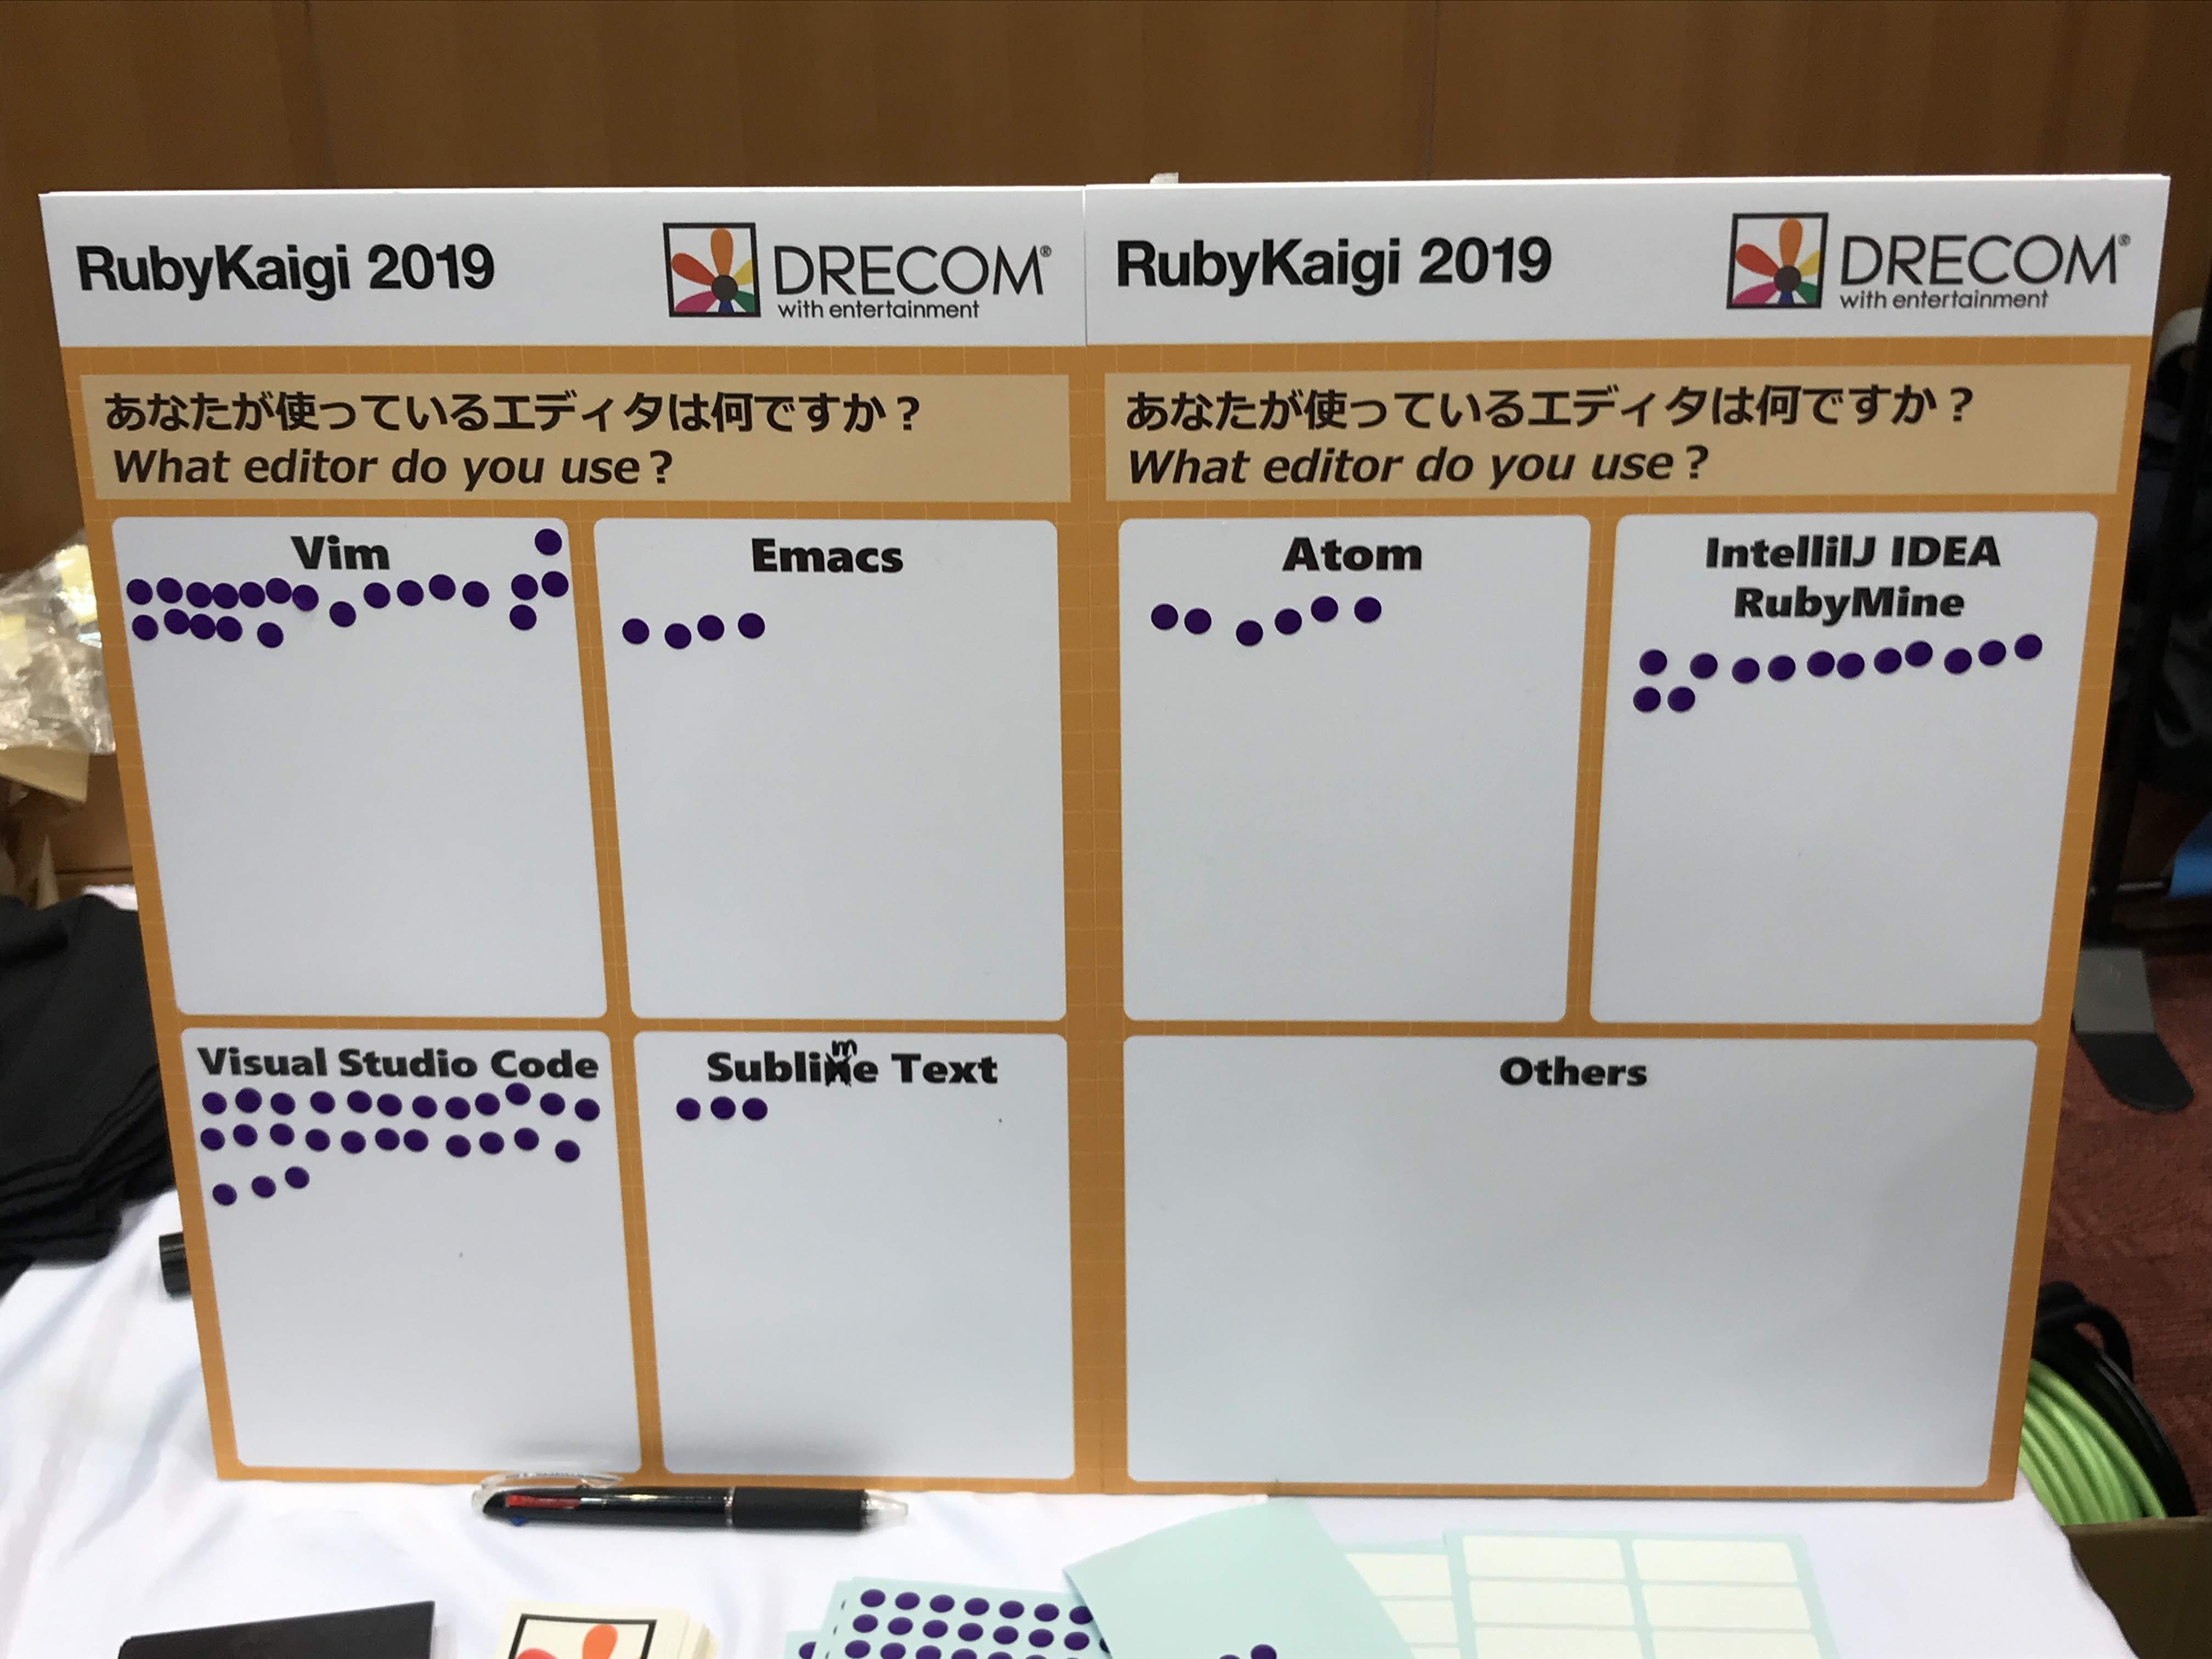 RubyKaigi 2019
DRECOM®
with entertainment
あなたが使っているエディタは何ですか？
What editor do you use？
Vim
Emacs
Visual Studio Code
Sublime Text
RubyKaigi 2019
DRECOM®
with entertainment
あなたが使っているエディタは何ですか？
What editor do you use？
Atom
IntellilJ IDEA
RubyMine
Others